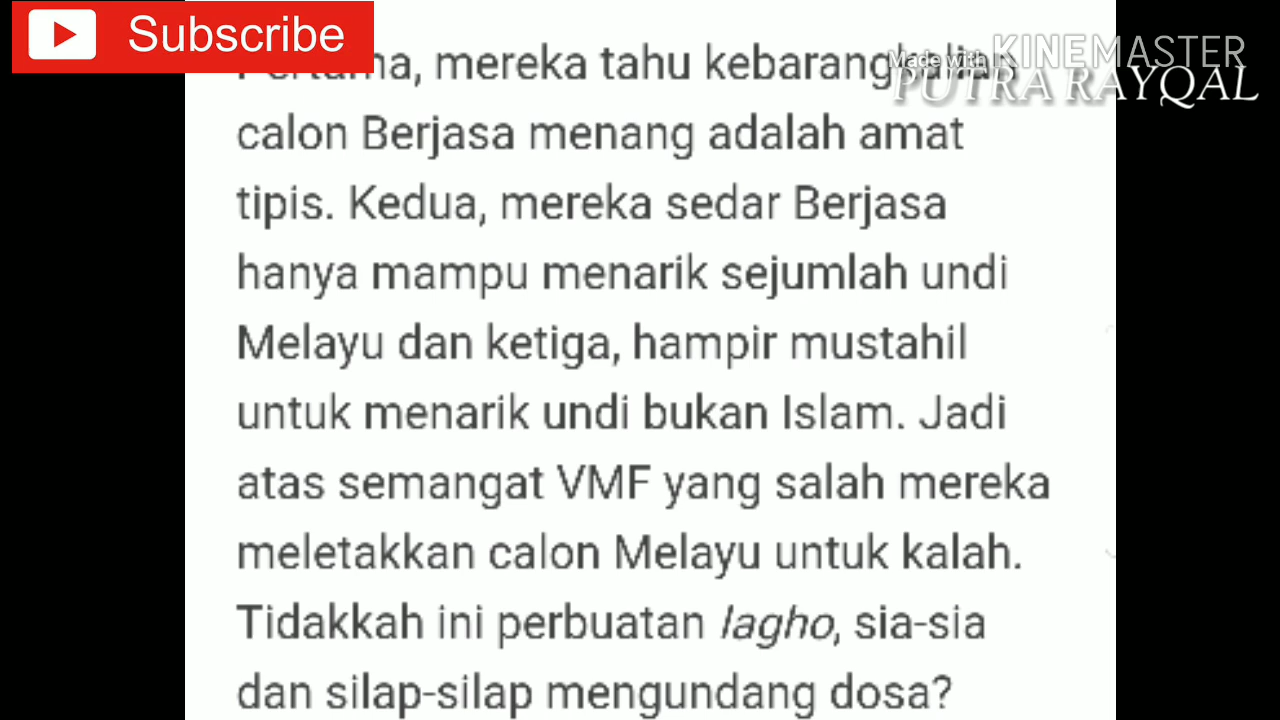 Subscribe
Made with KINEMASTER
PUTRA RAYQAL
Pertama, mereka tahu kebarangkalian
calon Berjasa menang adalah amat
tipis. Kedua, mereka sedar Berjasa
hanya mampu menarik sejumlah undi
Melayu dan ketiga, hampir mustahil
untuk menarik undi bukan Islam. Jadi
atas semangat VMF yang salah mereka
meletakkan calon Melayu untuk kalah.
Tidakkah ini perbuatan lagho, sia-sia
dan silap-silap mengundang dosa?